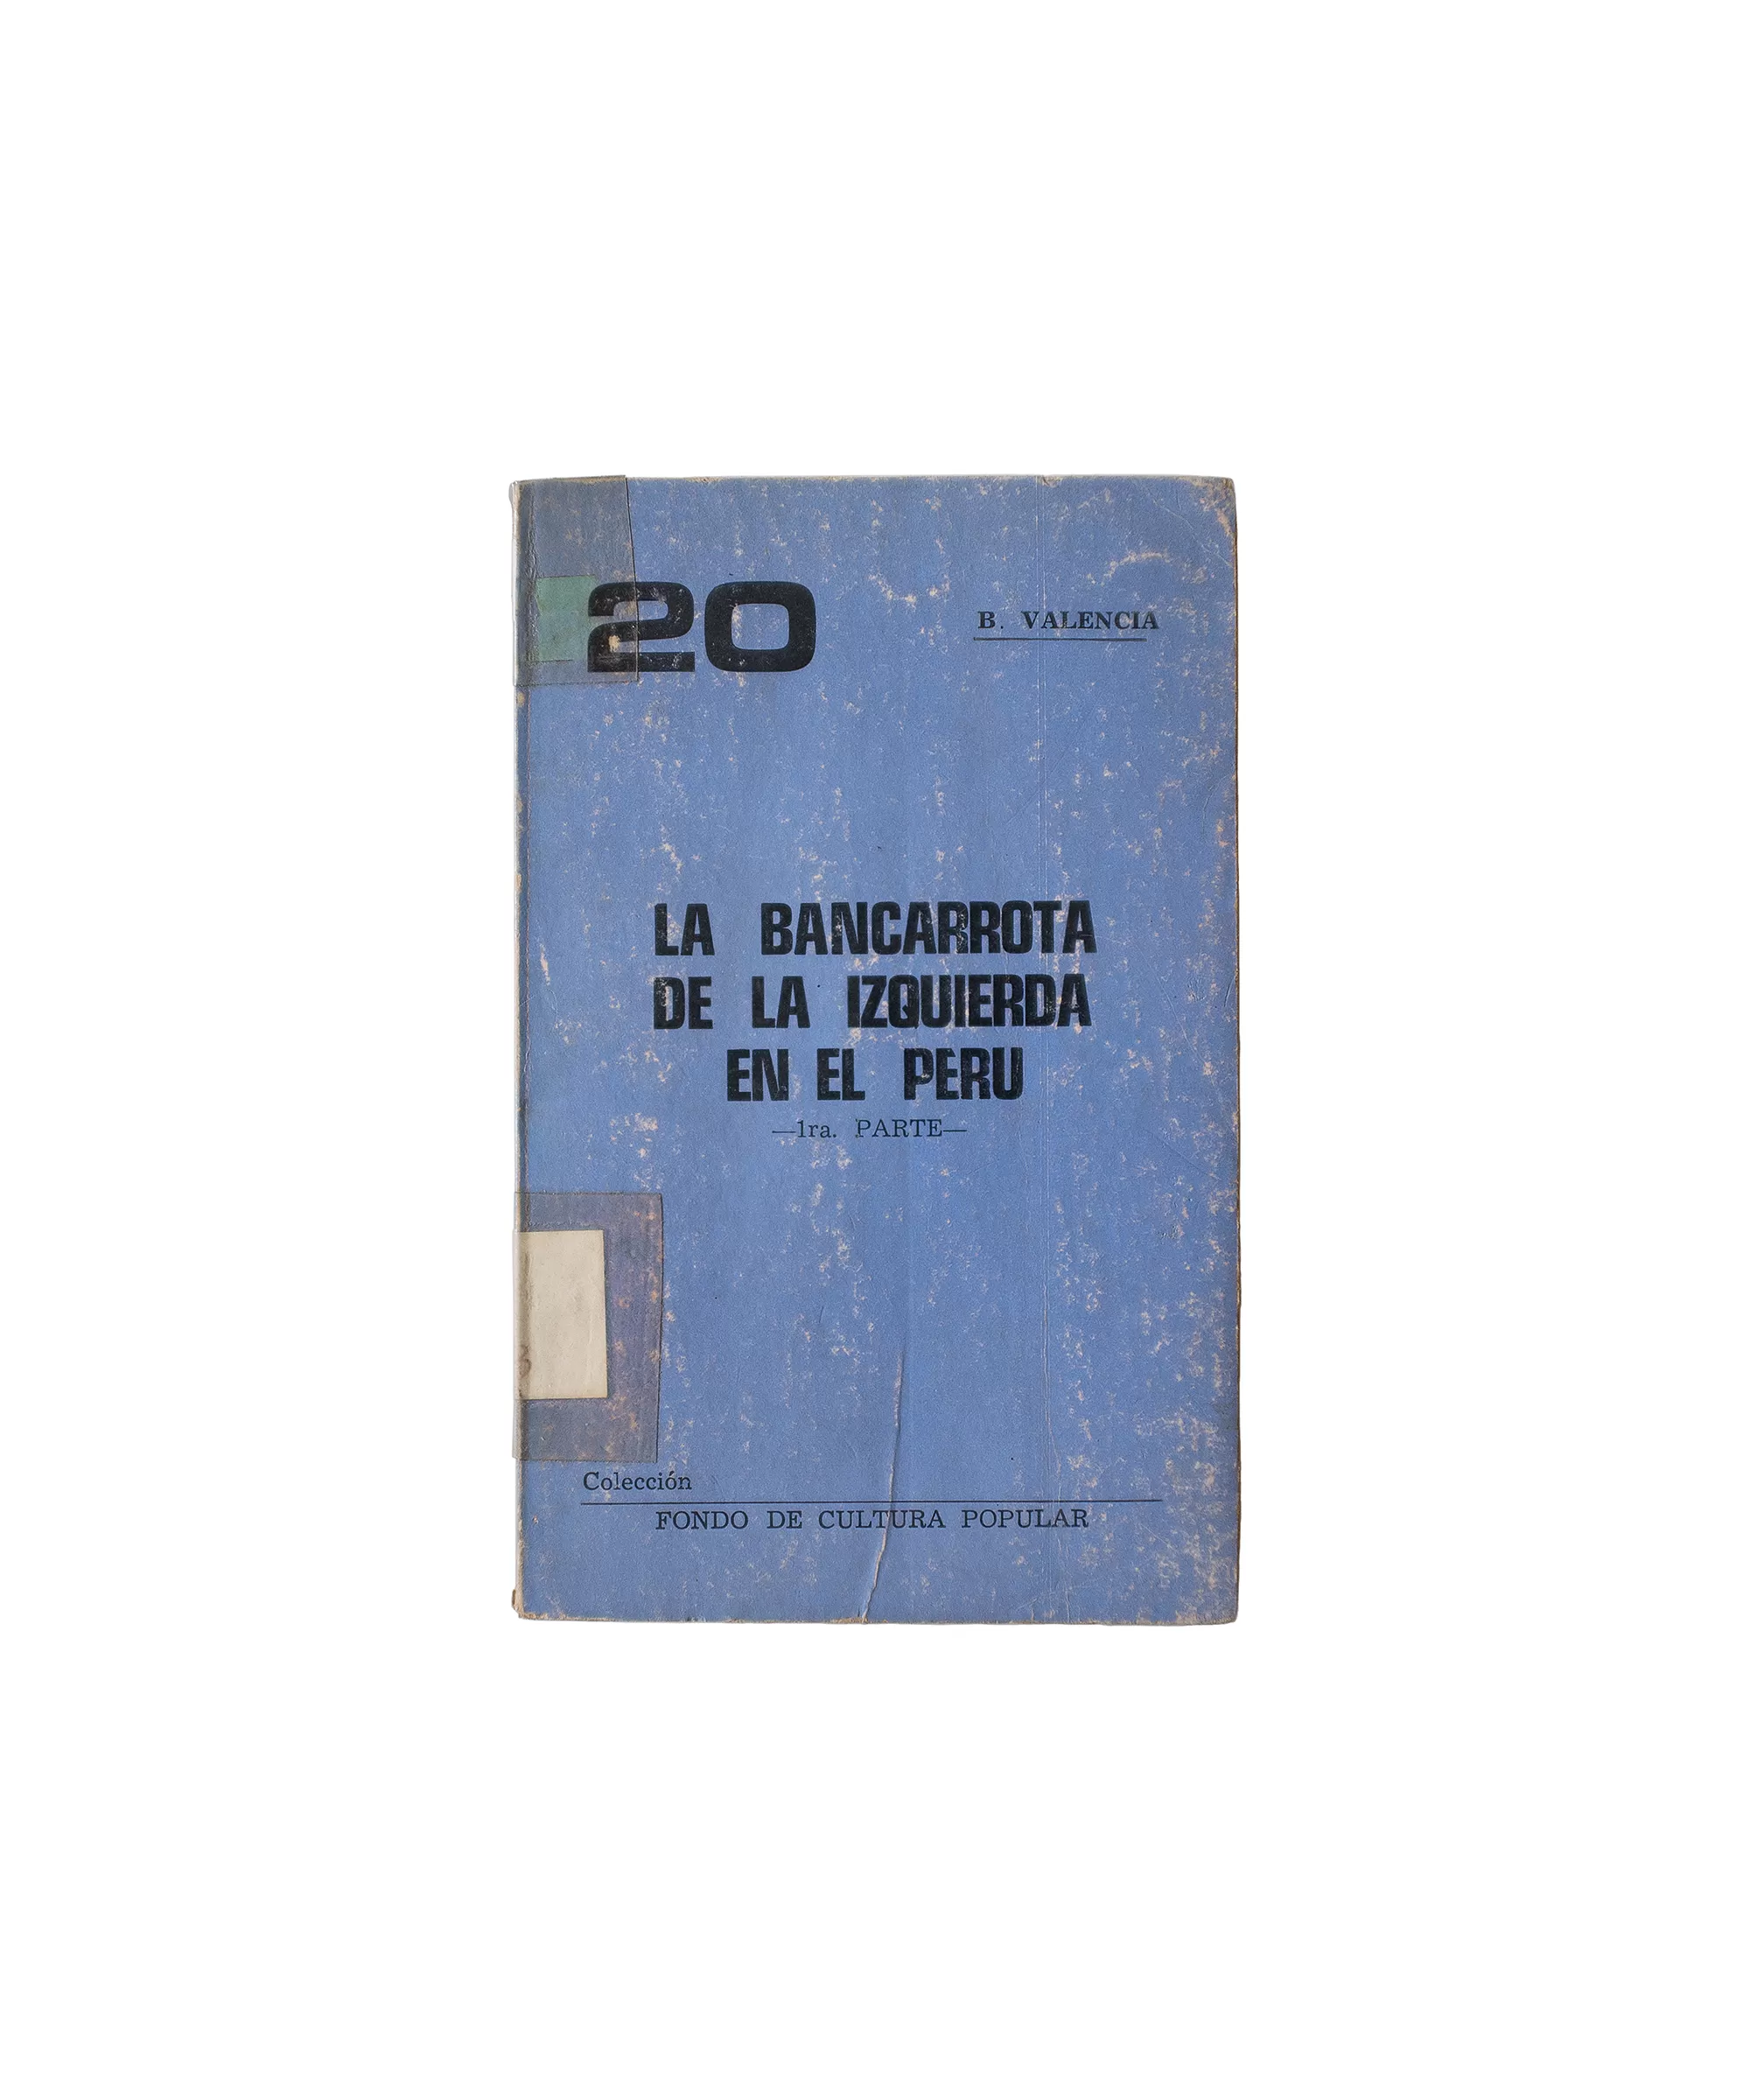 20
B. VALENCIA
LA BANCARROTA
DE LA IZQUIERDA
EN EL PERU
—1ra. PARTE—
Colección
FONDO DE CULTURA POPULAR